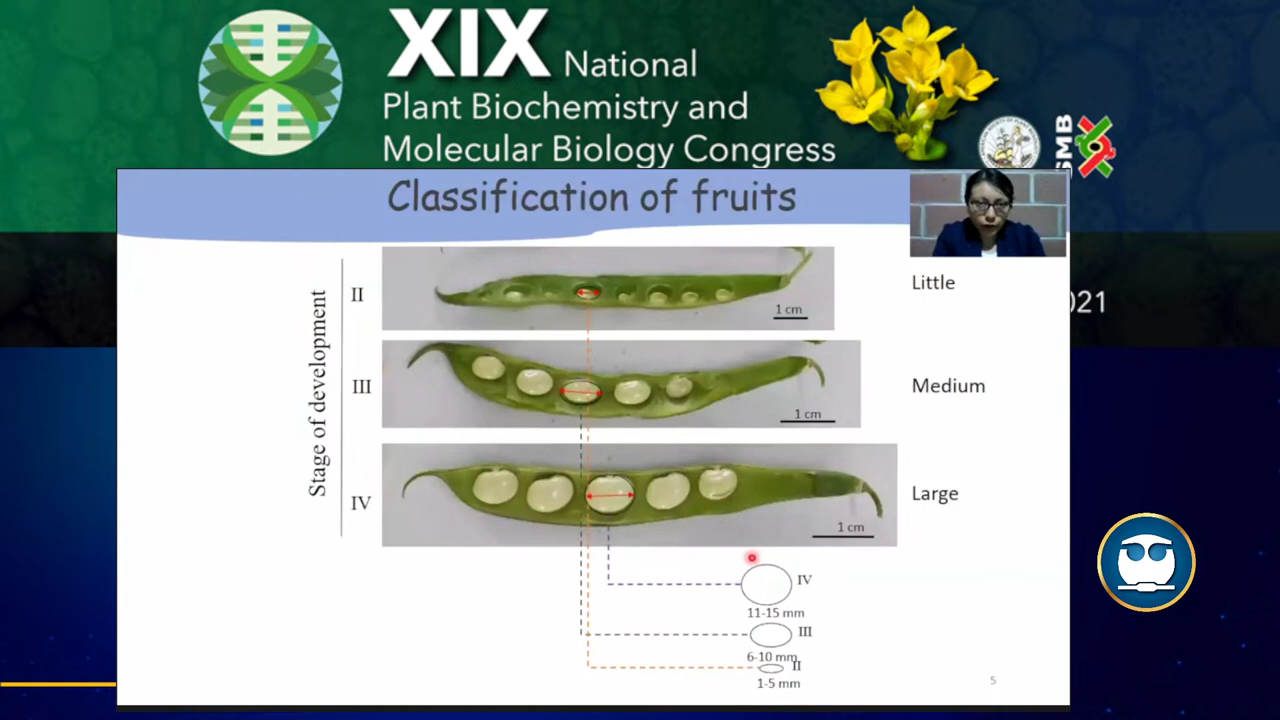 XIX National
Plant Biochemistry and
Molecular Biology Congress
SMB
021
Classification of fruits
Stage of development
II
1 cm
Little
III
1 cm
Medium
IV
1 cm
Large
IV
11-15 mm
III
6-10 mm
II
1-5 mm
5